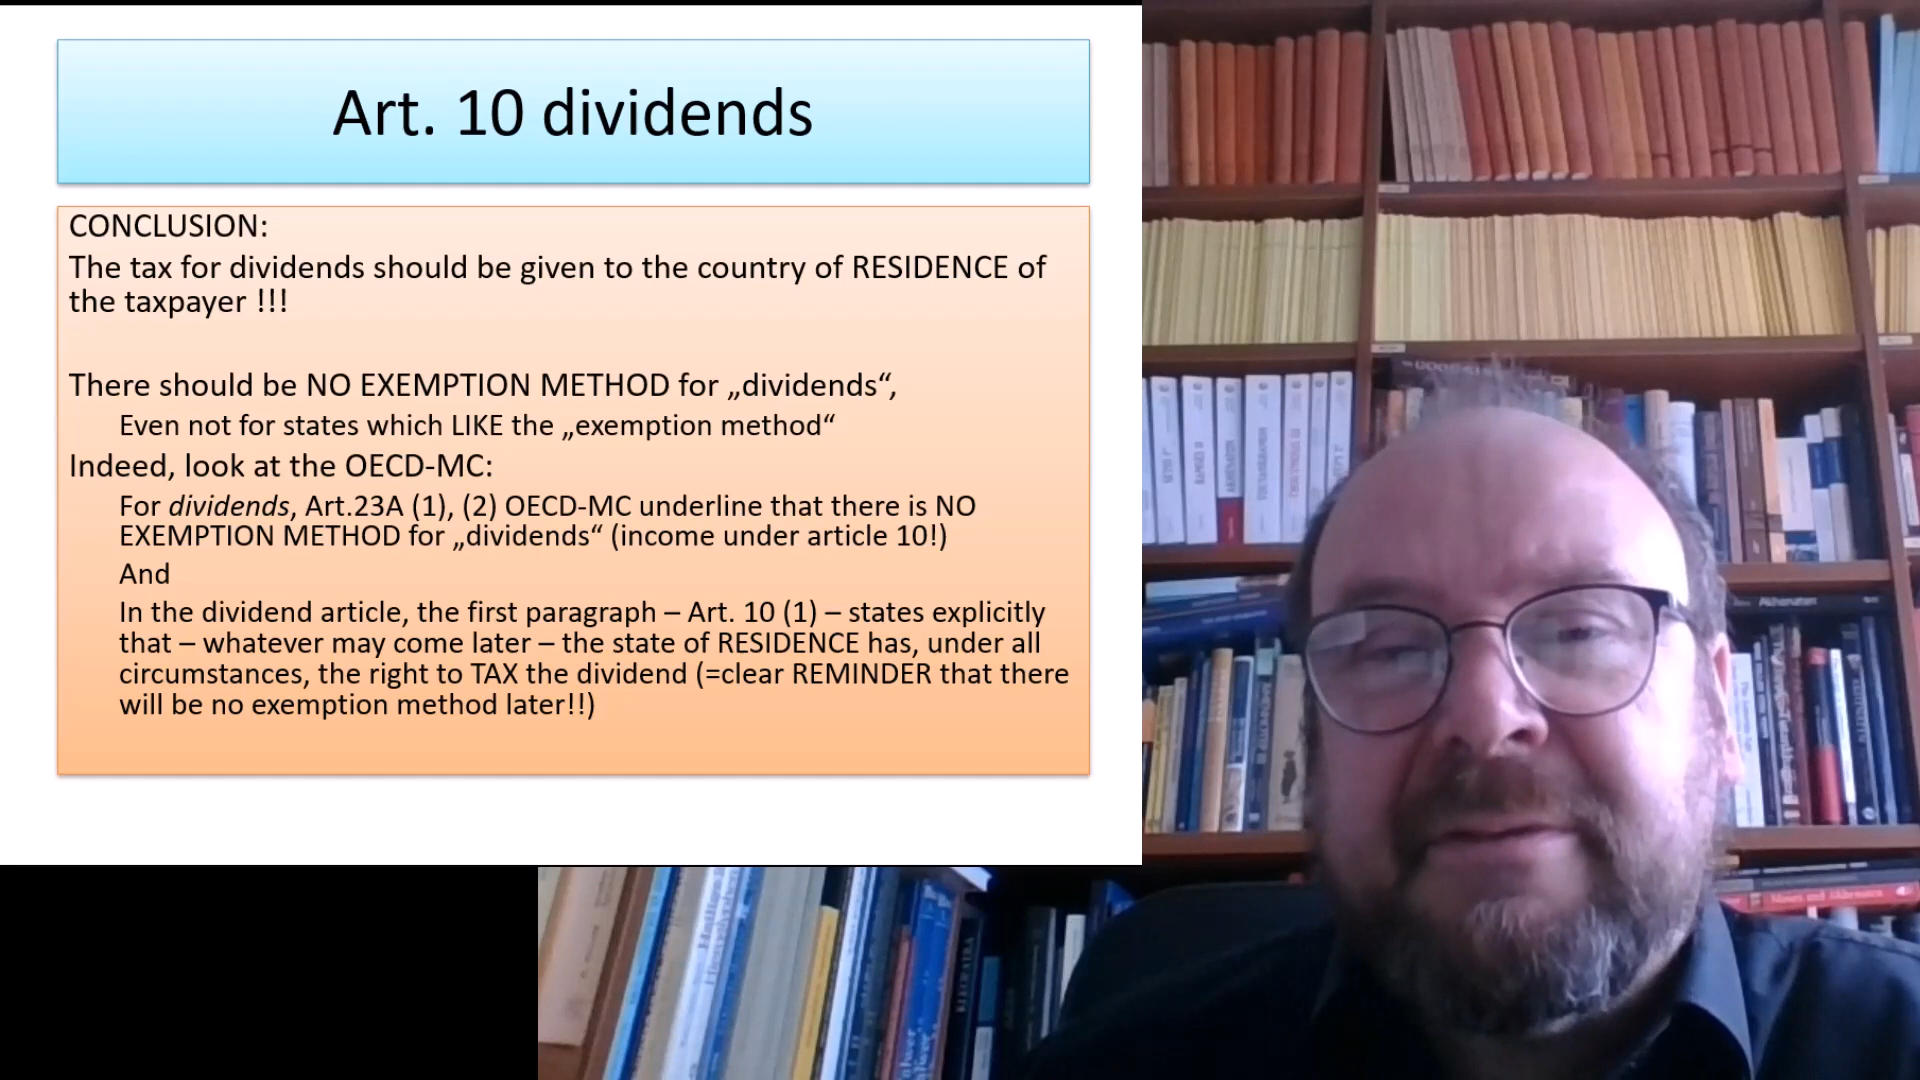 Art. 10 dividends
CONCLUSION:
The tax for dividends should be given to the country of RESIDENCE of
the taxpayer !!!
There should be NO EXEMPTION METHOD for „dividends“,
Even not for states which LIKE the „exemption method“
Indeed, look at the OECD-MC:
For dividends, Art.23A (1), (2) OECD-MC underline that there is NO
EXEMPTION METHOD for „dividends“ (income under article 10!)
And
In the dividend article, the first paragraph – Art. 10 (1) – states explicitly
that – whatever may come later – the state of RESIDENCE has, under all
circumstances, the right to TAX the dividend (=clear REMINDER that there
will be no exemption method later!!)